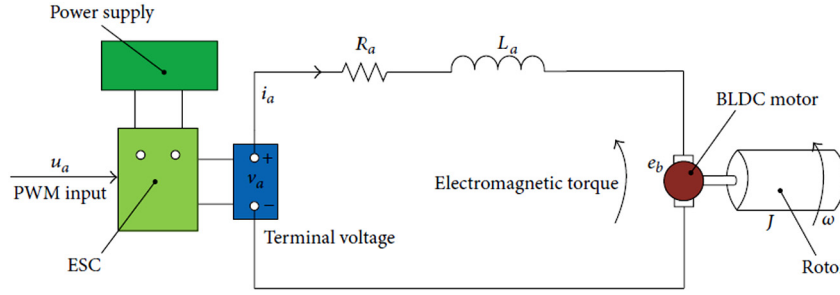 Power supply
R_a
L_a
i_a
BLDC motor
u_a
PWM input
+
v_a
−
e_b
Electromagnetic torque
Terminal voltage
J
ω
ESC
Roto